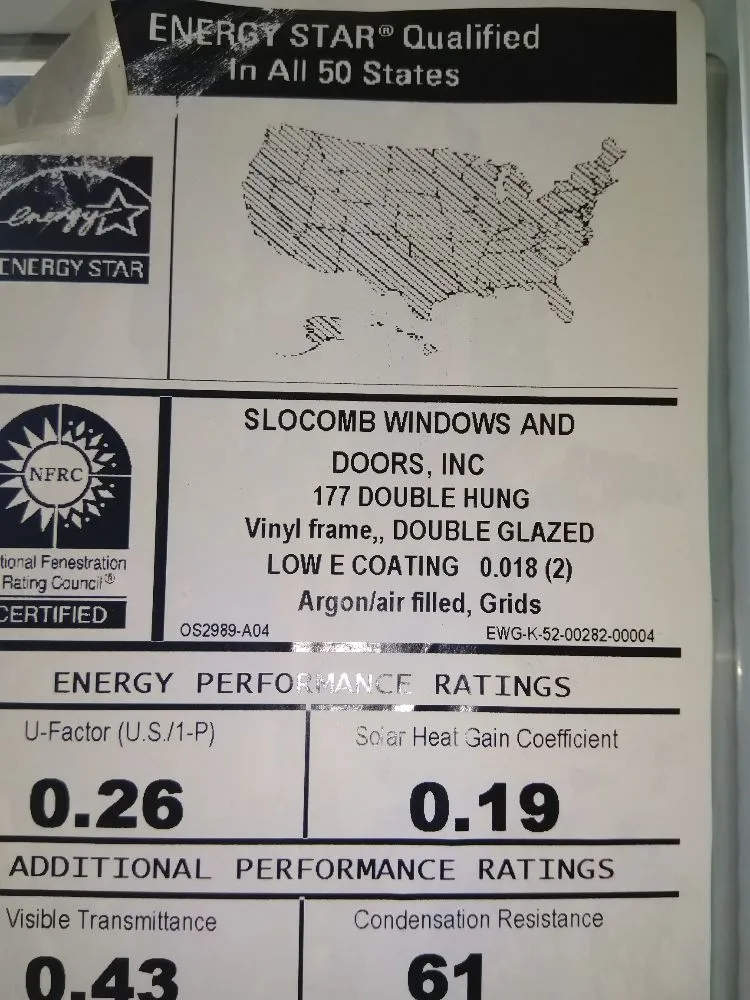 ENERGY STAR® Qualified
In All 50 States
energy
ENERGY STAR
NFRC
tional Fenestration
Rating Council®
CERTIFIED
SLOCOMB WINDOWS AND
DOORS, INC
177 DOUBLE HUNG
Vinyl frame,, DOUBLE GLAZED
LOW E COATING 0.018 (2)
Argon/air filled, Grids
OS2989-A04 EWG-K-52-00282-00004
ENERGY PERFORMANCE RATINGS
U-Factor (U.S./1-P)
0.26
Solar Heat Gain Coefficient
0.19
ADDITIONAL PERFORMANCE RATINGS
Visible Transmittance
0.43
Condensation Resistance
61